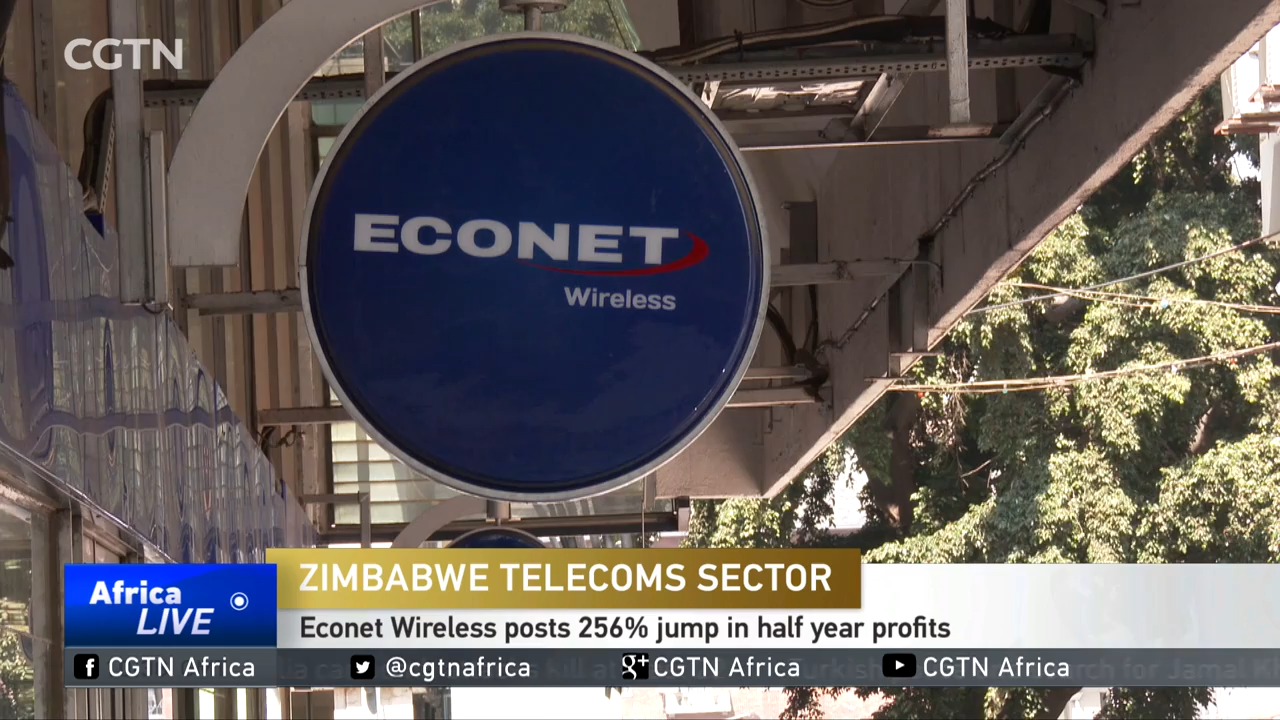 CGTN
ECONET
Wireless
ZIMBABWE TELECOMS SECTOR
Africa
LIVE
Econet Wireless posts 256% jump in half year profits
CGTN Africa
@cgtnafrica
CGTN Africa
CGTN Africa